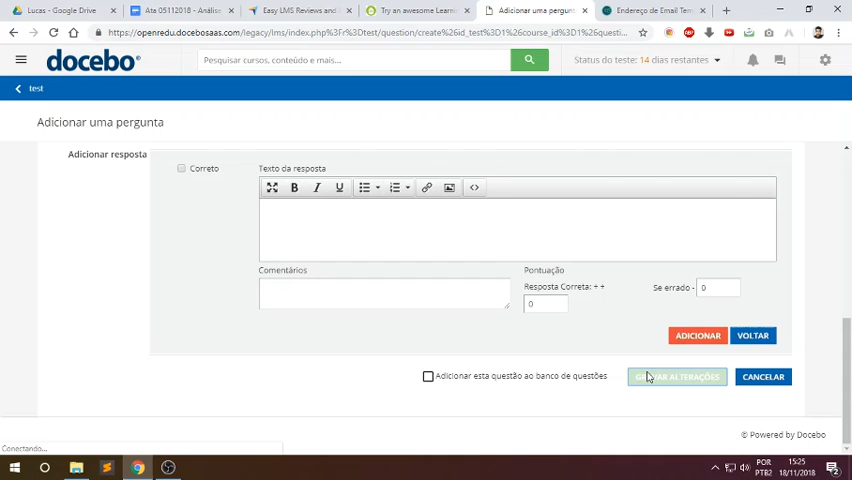 Lucas - Google Drive
Ata 05112018 - Análise
Easy LMS Reviews and
Try an awesome Learn
Adicionar uma pergunt
Endereço de Email Tem
https://openredu.docebosaas.com/legacy/lms/index.php?r%3Dtest/question/create%26id_test%3D1%26course_id%3D1%26questi...
docebo
Pesquisar cursos, conteúdo e mais...
Status do teste: 14 dias restantes
test
Adicionar uma pergunta
Adicionar resposta
Correto
Texto da resposta
B I U
Comentários
Pontuação
Resposta Correta: + +
0
Se errado - 0
ADICIONAR
VOLTAR
Adicionar esta questão ao banco de questões
GRAVAR ALTERAÇÕES
CANCELAR
© Powered by Docebo
Conectando...
POR
PTB2
15:25
18/11/2018
2